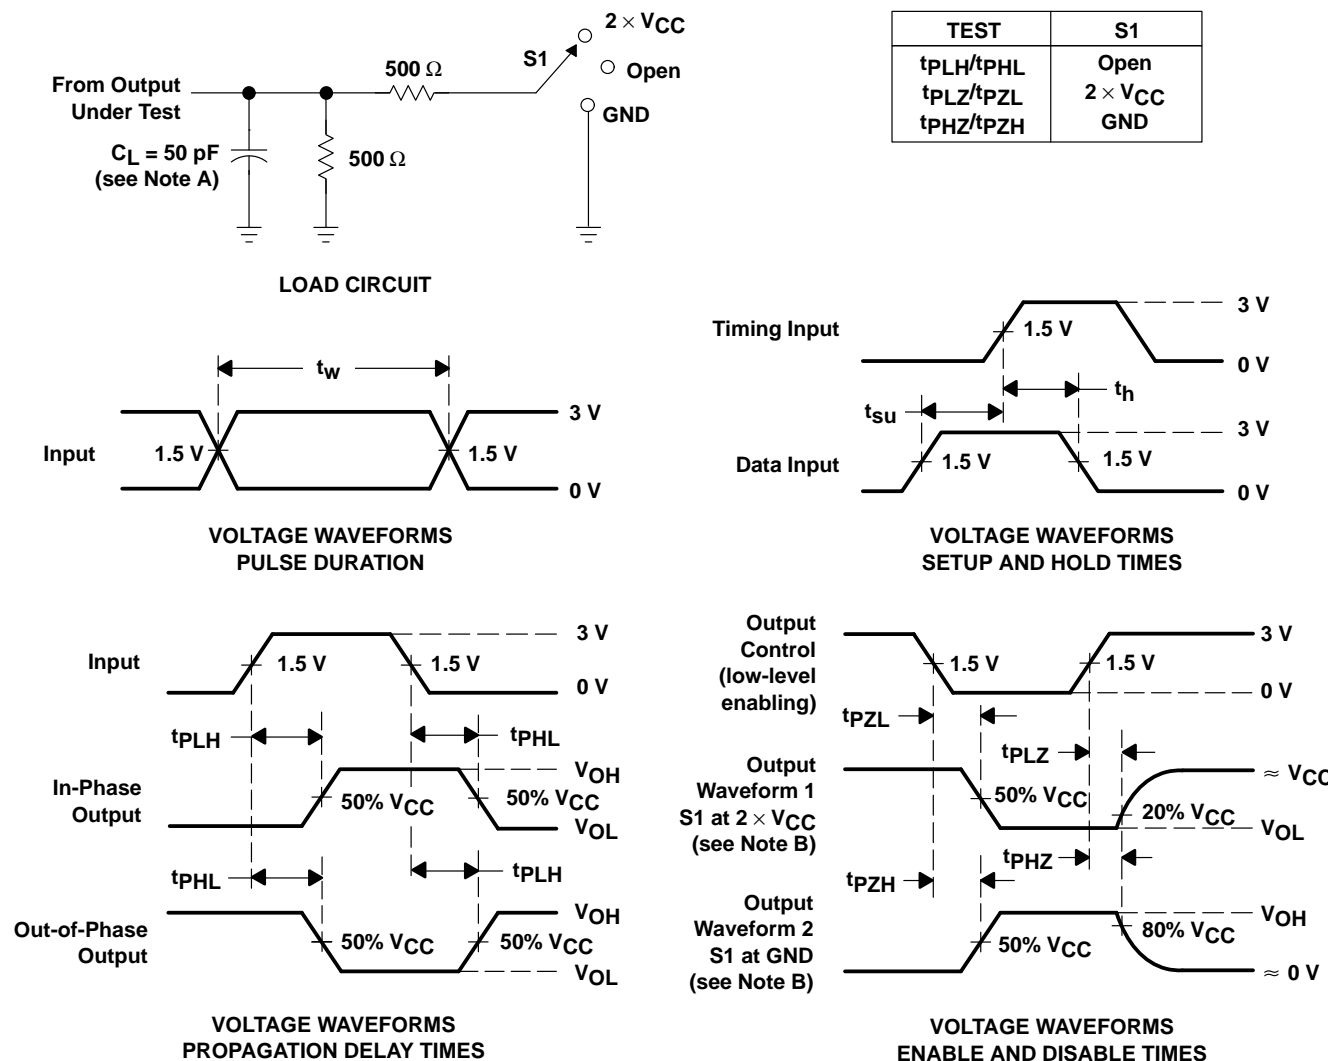 From Output
Under Test
CL = 50 pF
(see Note A)
500 Ω
500 Ω
S1
2 × VCC
Open
GND
LOAD CIRCUIT
TEST S1
tPLH/tPHL Open
tPLZ/tPZL 2 × VCC
tPHZ/tPZH GND
tw
Input
1.5 V
1.5 V
3 V
0 V
VOLTAGE WAVEFORMS
PULSE DURATION
Timing Input
1.5 V
3 V
0 V
th
tsu
Data Input
1.5 V
1.5 V
3 V
0 V
VOLTAGE WAVEFORMS
SETUP AND HOLD TIMES
Input
1.5 V
1.5 V
3 V
0 V
tPLH
tPHL
In-Phase
Output
50% VCC
50% VCC
VOH
VOL
tPHL
tPLH
Out-of-Phase
Output
50% VCC
50% VCC
VOH
VOL
VOLTAGE WAVEFORMS
PROPAGATION DELAY TIMES
Output
Control
(low-level
enabling)
1.5 V
1.5 V
3 V
0 V
tPZL
tPLZ
Output
Waveform 1
S1 at 2 × VCC
(see Note B)
50% VCC
20% VCC
≈ VCC
VOL
tPZH
tPHZ
Output
Waveform 2
S1 at GND
(see Note B)
50% VCC
80% VCC
VOH
≈ 0 V
VOLTAGE WAVEFORMS
ENABLE AND DISABLE TIMES